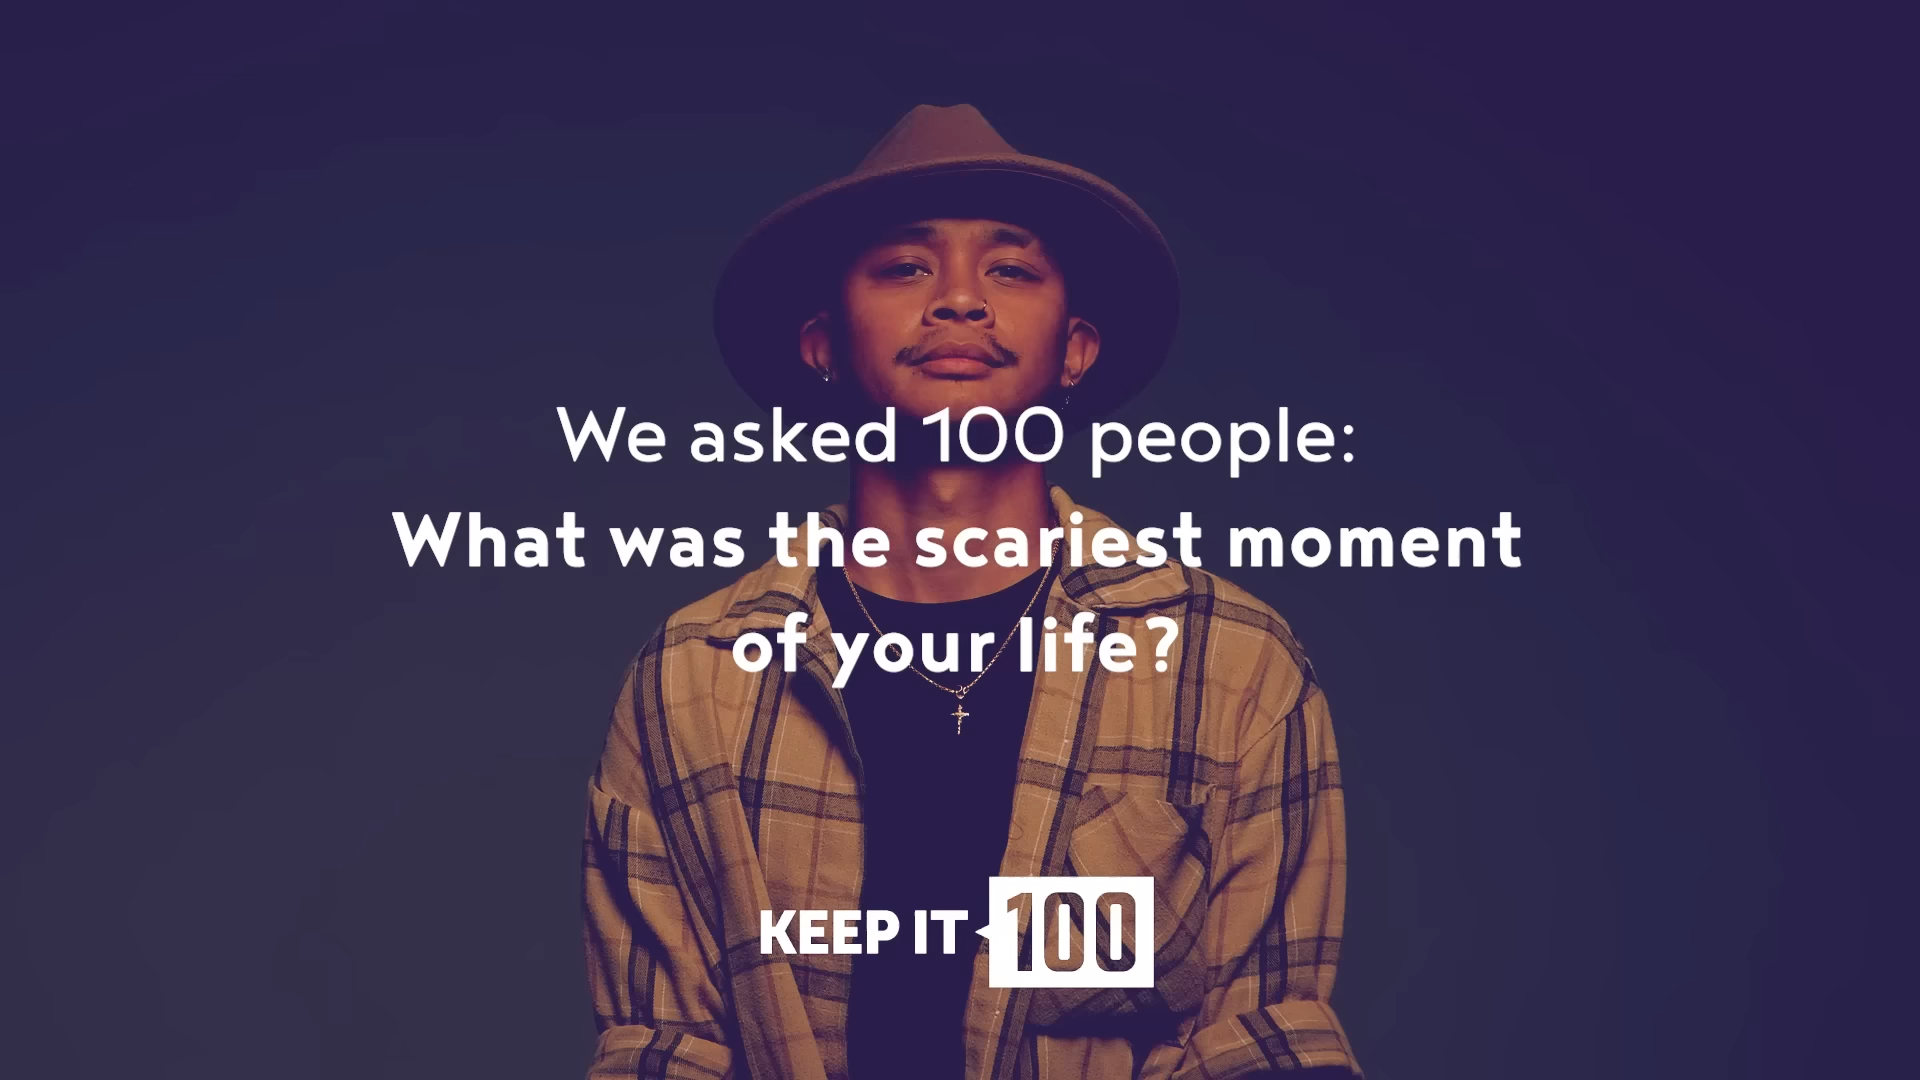 We asked 100 people:
What was the scariest moment
of your life?
KEEP IT 100